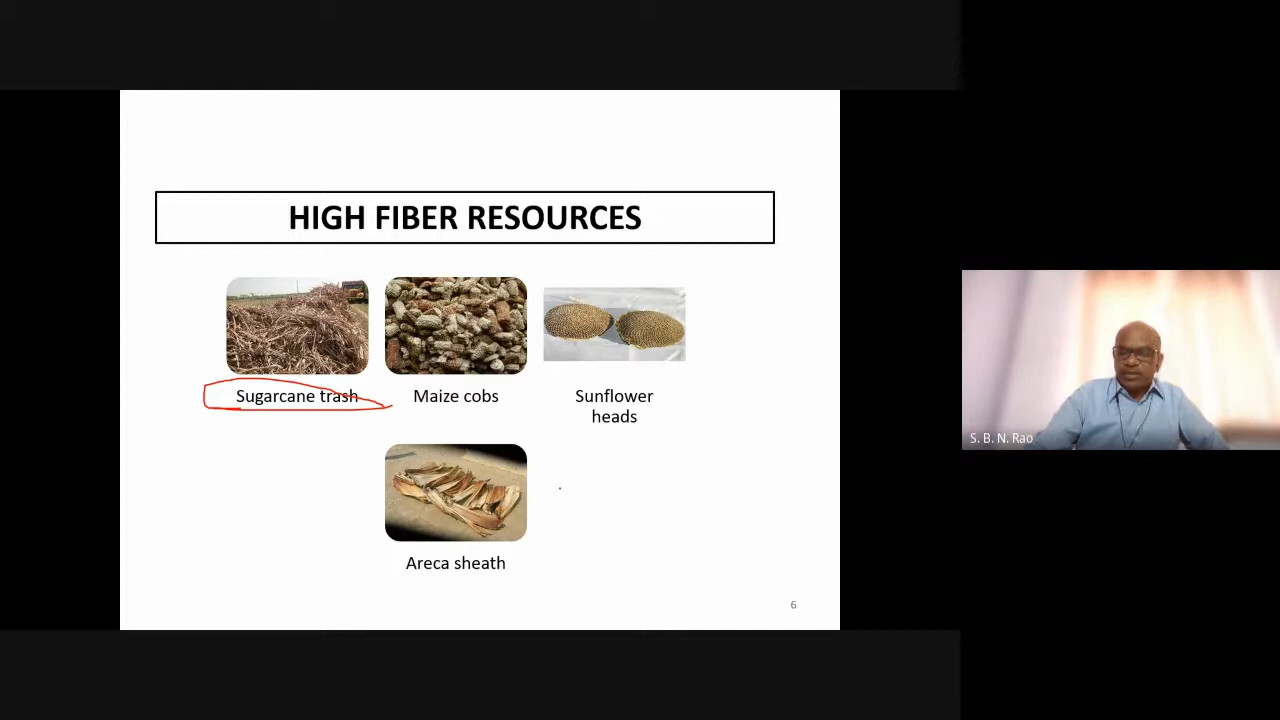 HIGH FIBER RESOURCES
Sugarcane trash
Maize cobs
Sunflower
heads
Areca sheath
6
S. B. N. Rao